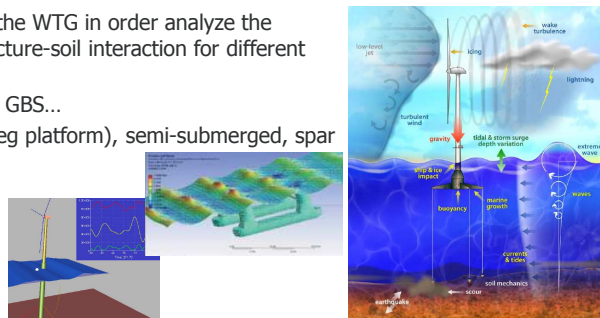 the WTG in order analyze the
cture-soil interaction for different
GBS...
eg platform), semi-submerged, spar
low-level
jet
icing
wake
turbulence
lightning
turbulent
wind
gravity
tidal & storm surge
depth variation
extreme
wave
ship & ice
impact
buoyancy
marine
growth
waves
currents
& tides
soil mechanics
scour
earthquake